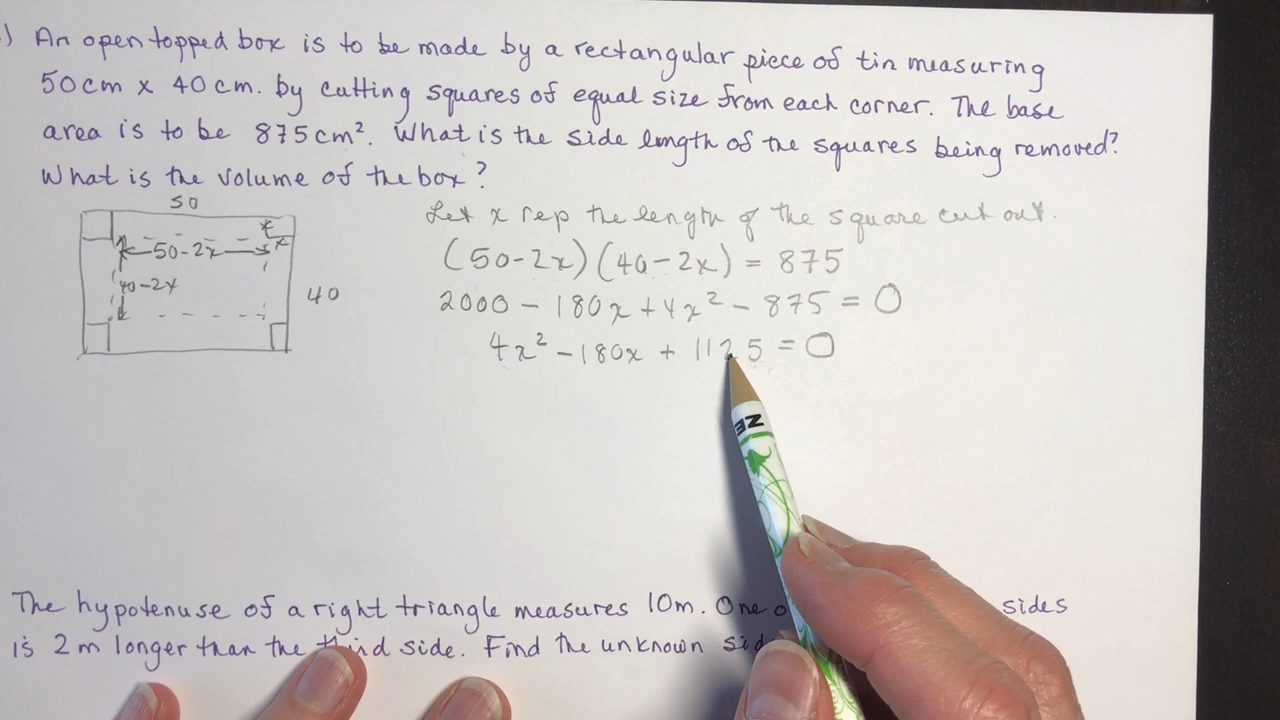 .) An open topped box is to be made by a rectangular piece of tin measuring
50cm x 40cm. by cutting squares of equal size from each corner. The base
area is to be 875cm². What is the side length of the squares being removed?
What is the volume of the box?
50
x
x
50-2x
40-2x
40
Let x rep the length of the square cut out.
(50-2x)(40-2x) = 875
2000 - 180x + 4x² - 875 = 0
4x² - 180x + 1125 = 0
ZE
The hypotenuse of a right triangle measures 10m. One sides
is 2m longer than the third side. Find the unknown